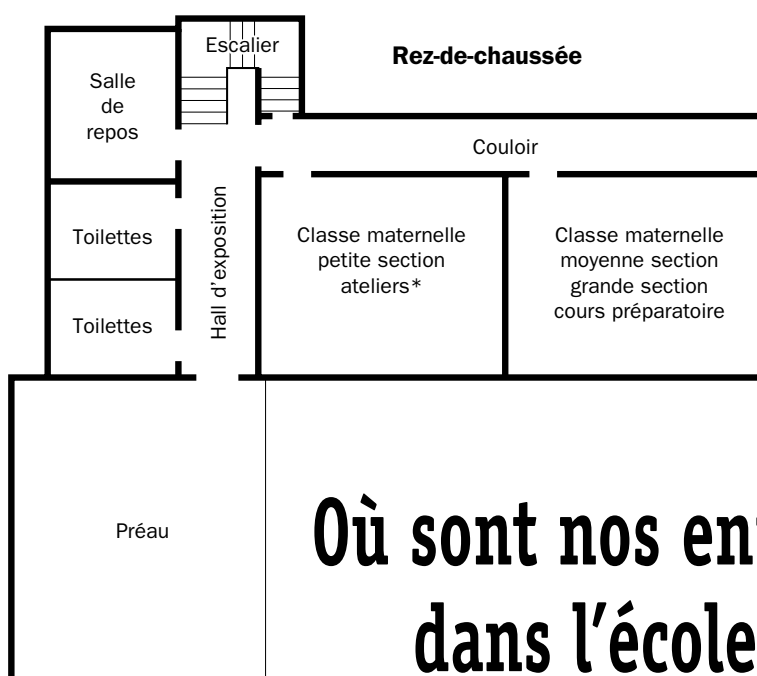 Escalier
Rez-de-chaussée
Salle
de
repos
Couloir
Toilettes
Hall d'exposition
Classe maternelle
petite section
ateliers*
Classe maternelle
moyenne section
grande section
cours préparatoire
Toilettes
Préau
Où sont nos
dans l'école